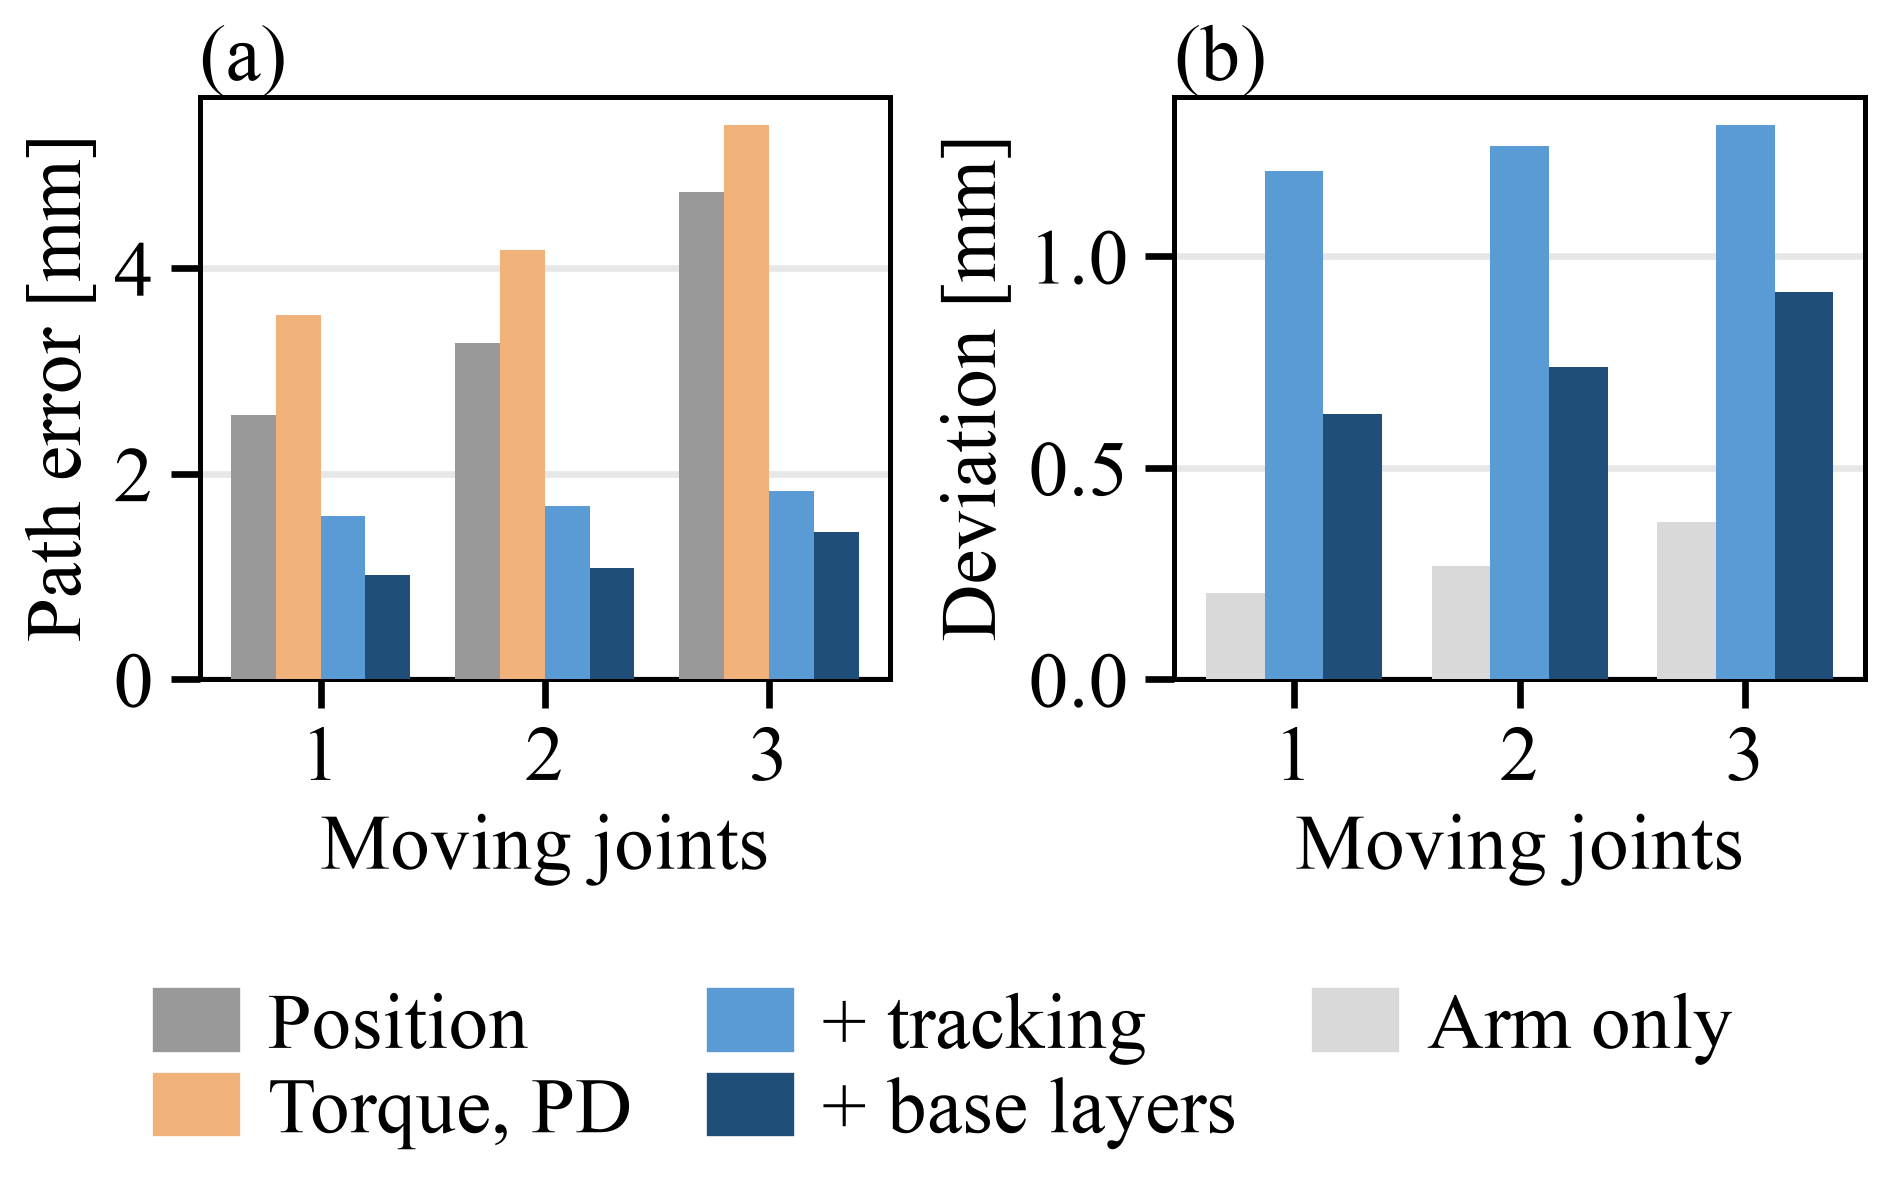 (a)
Path error [mm]
4
2
0
1 2 3
Moving joints
(b)
Deviation [mm]
1.0
0.5
0.0
1 2 3
Moving joints
Position
Torque, PD
+ tracking
+ base layers
Arm only